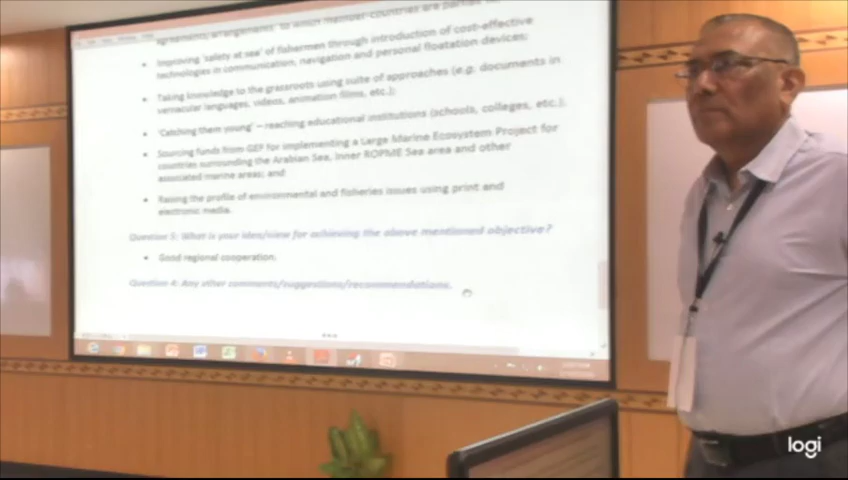 agreements/arrangements to which member-countries are
• Improving 'safety at sea' of fishermen through introduction of cost-effective
technologies in communication, navigation and personal floatation devices;
• Taking knowledge to the grassroots using suite of approaches (e.g. documents in
vernacular languages, videos, animation films, etc.);
• 'Catching them young' – reaching educational institutions (schools, colleges, etc.);
• Sourcing funds from GEF for implementing a Large Marine Ecosystem Project for
countries surrounding the Arabian Sea, Inner ROPME Sea area and other
associated marine areas; and
• Raising the profile of environmental and fisheries issues using print and
electronic media.
Question 5: What is your idea/view for achieving the above mentioned objective?
• Good regional cooperation.
Question 4: Any other comments/suggestions/recommendations.
logi